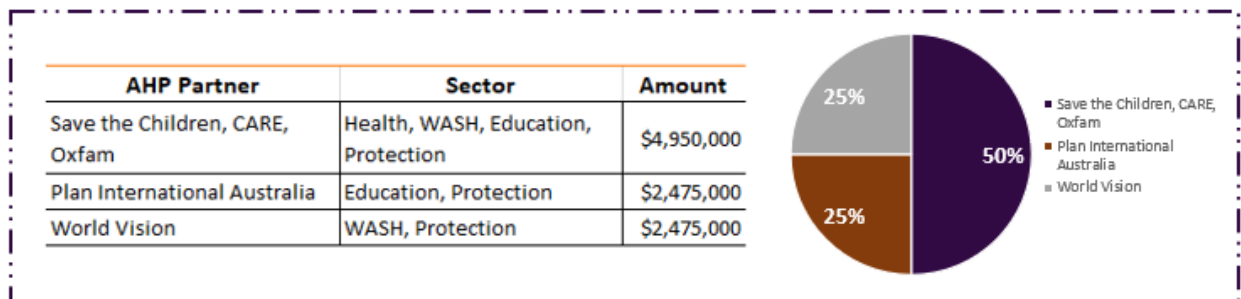 AHP Partner Sector Amount
Save the Children, CARE,
Oxfam
Health, WASH, Education,
Protection
$4,950,000
Plan International Australia Education, Protection $2,475,000
World Vision WASH, Protection $2,475,000
25%
50%
25%
Save the Children, CARE,
Oxfam
Plan International
Australia
World Vision